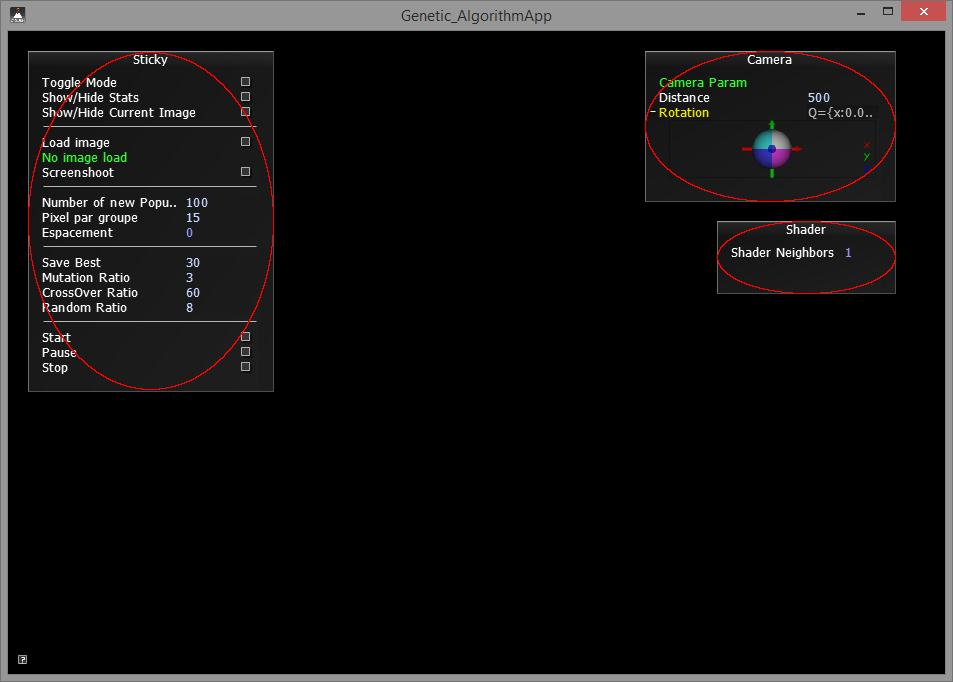 Genetic_AlgorithmApp
Sticky
Toggle Mode
Show/Hide Stats
Show/Hide Current Image
Load image
No image load
Screenshoot
Number of new Popu.. 100
Pixel par groupe 15
Espacement 0
Save Best 30
Mutation Ratio 3
CrossOver Ratio 60
Random Ratio 8
Start
Pause
Stop
Camera
Camera Param
Distance 500
Rotation Q={x:0.0..
X
Y
Shader
Shader Neighbors 1
?